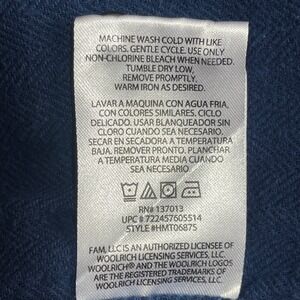 MACHINE WASH COLD WITH LIKE
COLORS. GENTLE CYCLE. USE ONLY
NON-CHLORINE BLEACH WHEN NEEDED.
TUMBLE DRY LOW,
REMOVE PROMPTLY.
WARM IRON AS DESIRED.
LAVAR A MAQUINA CON AGUA FRIA,
CON COLORES SIMILARES. CICLO
DELICADO. USAR BLANQUEADOR SIN
CLORO CUANDO SEA NECESARIO.
SECAR EN SECADORA A TEMPERATURA
BAJA. REMOVER PRONTO. PLANCHAR
A TEMPERATURA MEDIA CUANDO
SEA NECESARIO.
RN# 137013
UPC # 722457605514
STYLE #HMT06875
FAM, LLC IS AN AUTHORIZED LICENSEE OF
WOOLRICH LICENSING HOLDINGS, LLC.
WOOLRICH® AND THE WOOLRICH LOGOS
ARE THE REGISTERED TRADEMARKS OF
WOOLRICH LICENSING HOLDINGS, LLC.